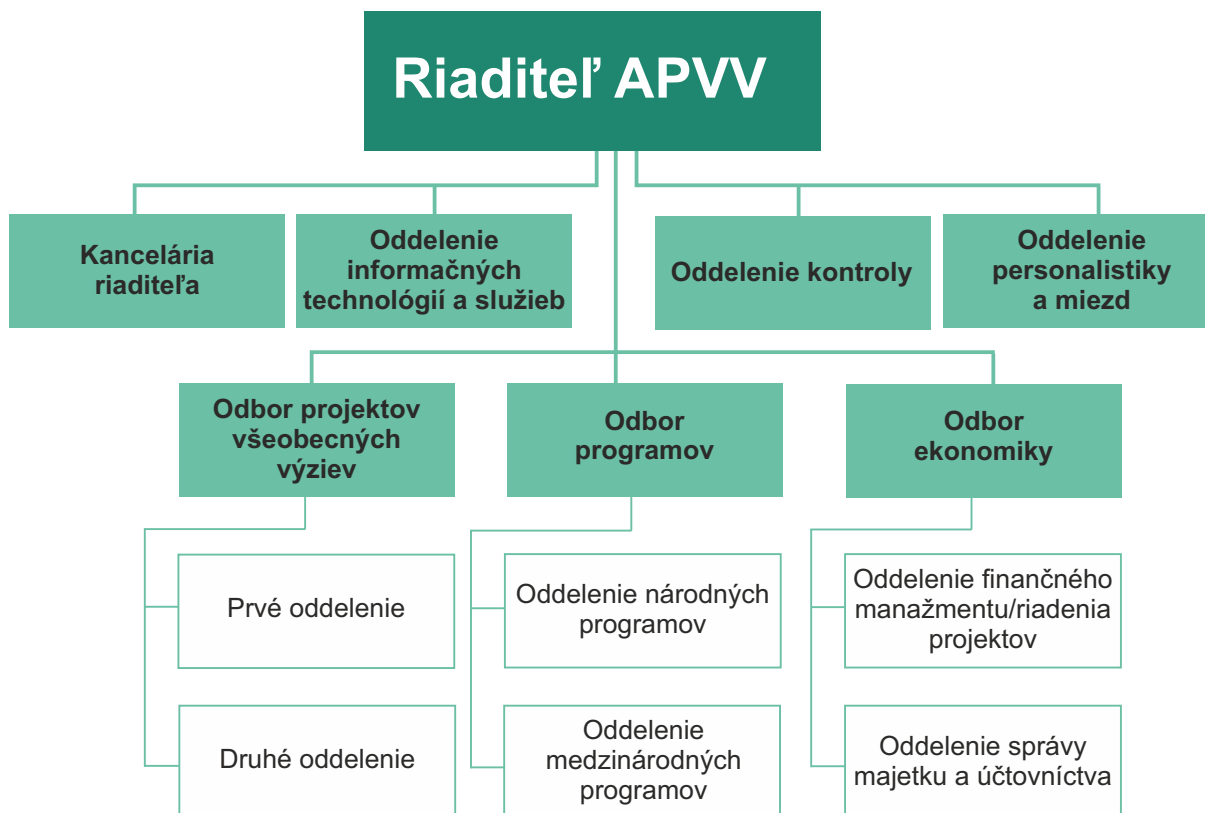 Riaditeľ APVV
Kancelária
riaditeľa
Oddelenie
informačných
technológií a služieb
Oddelenie kontroly
Oddelenie
personalistiky
a miezd
Odbor projektov
všeobecných
výziev
Odbor
programov
Odbor
ekonomiky
Prvé oddelenie
Oddelenie národných
programov
Oddelenie finančného
manažmentu/riadenia
projektov
Druhé oddelenie
Oddelenie
medzinárodných
programov
Oddelenie správy
majetku a účtovníctva